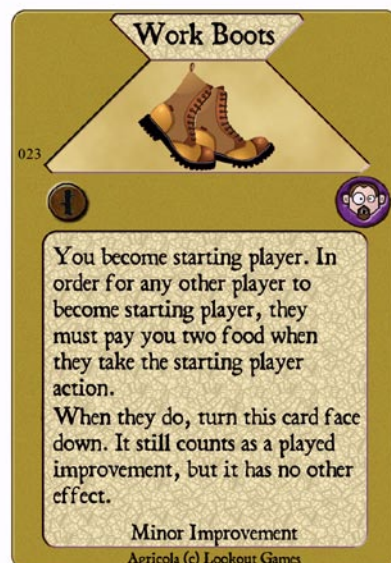 Work Boots
023
1
You become starting player. In
order for any other player to
become starting player, they
must pay you two food when
they take the starting player
action.
When they do, turn this card face
down. It still counts as a played
improvement, but it has no other
effect.
Minor Improvement
Agricola (c) Lookout Games